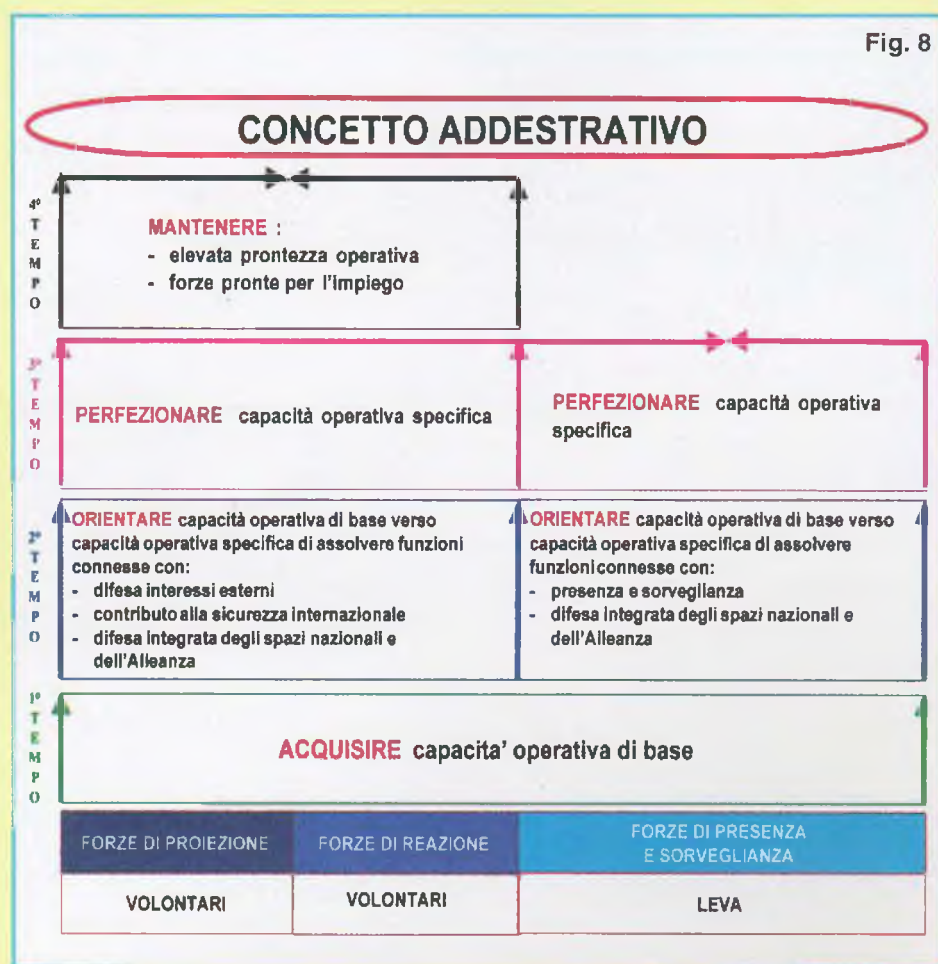 Fig. 8
CONCETTO ADDESTRATIVO
4° TEMPO
MANTENERE :
- elevata prontezza operativa
- forze pronte per l'impiego
3° TEMPO
PERFEZIONARE capacità operativa specifica
PERFEZIONARE capacità operativa
specifica
2° TEMPO
ORIENTARE capacità operativa di base verso
capacità operativa specifica di assolvere funzioni
connesse con:
- difesa interessi esterni
- contributo alla sicurezza internazionale
- difesa integrata degli spazi nazionali e
dell'Alleanza
ORIENTARE capacità operativa di base verso
capacità operativa specifica di assolvere
funzioni connesse con:
- presenza e sorveglianza
- difesa integrata degli spazi nazionali e
dell'Alleanza
1° TEMPO
ACQUISIRE capacita' operativa di base
FORZE DI PROIEZIONE
FORZE DI REAZIONE
FORZE DI PRESENZA
E SORVEGLIANZA
VOLONTARI
VOLONTARI
LEVA